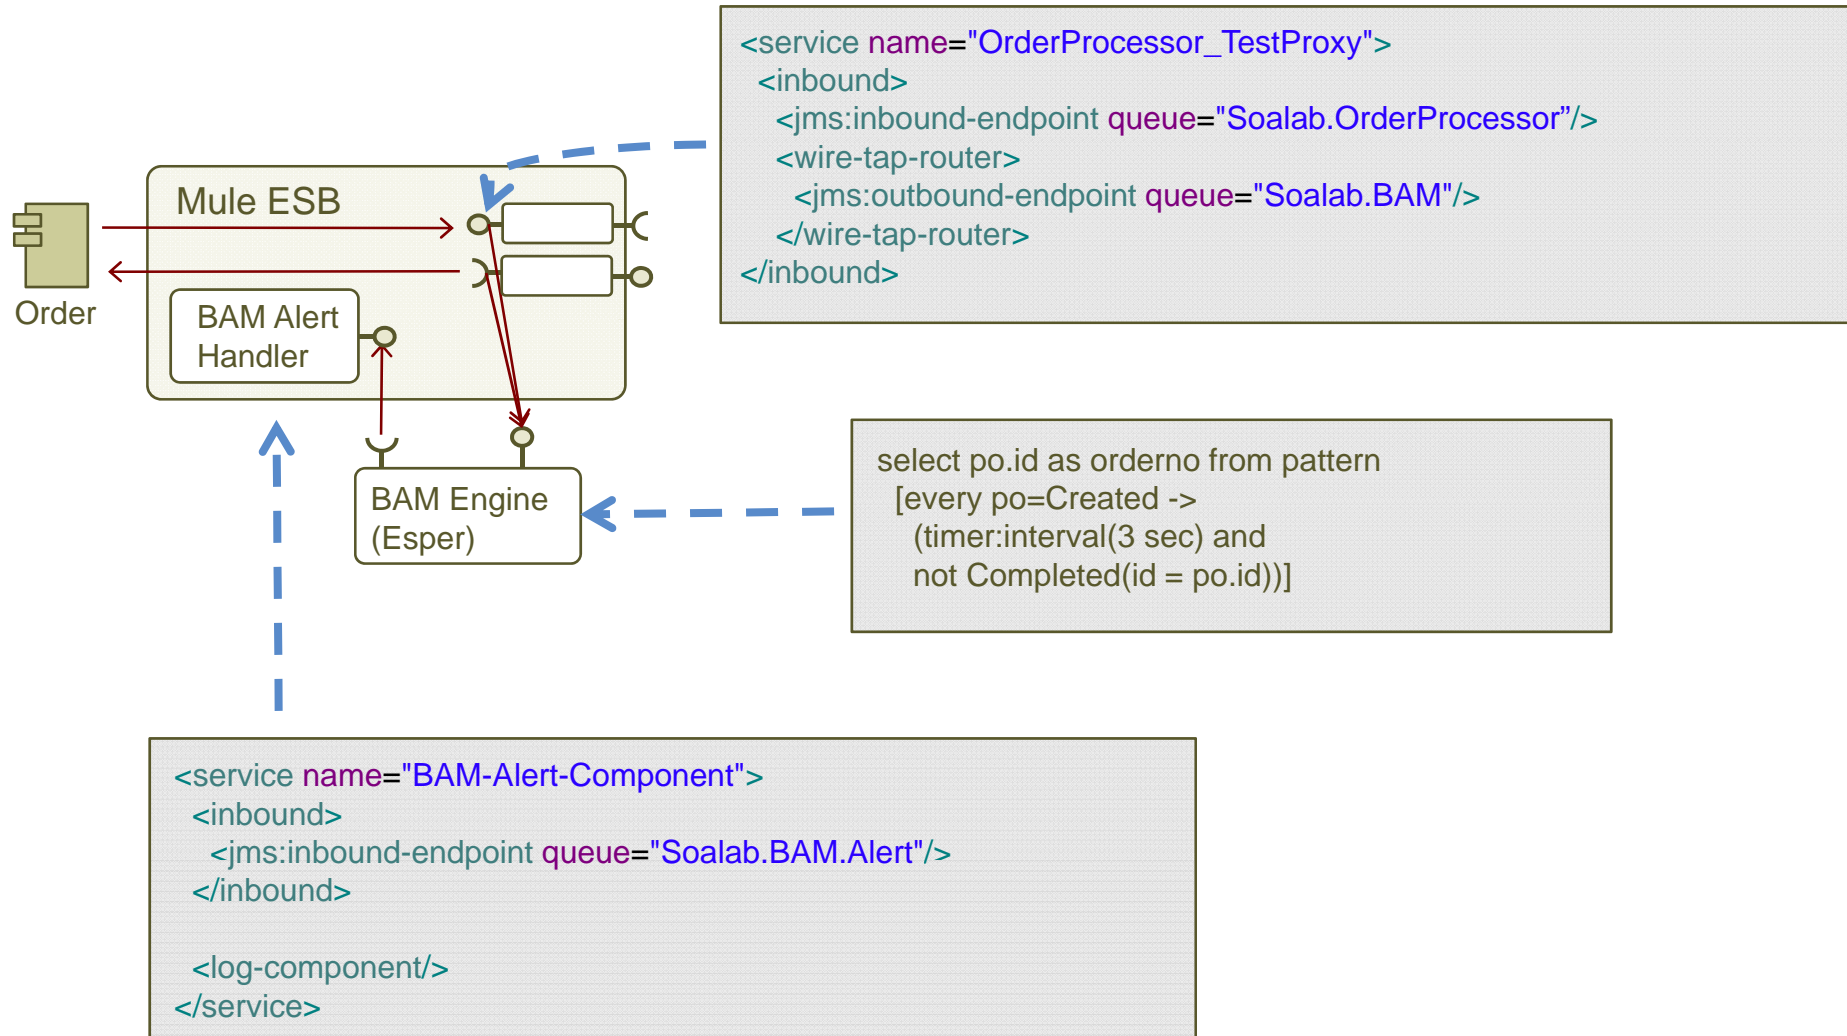 <service name="OrderProcessor_TestProxy">
<inbound>
<jms:inbound-endpoint queue="Soalab.OrderProcessor”/>
<wire-tap-router>
<jms:outbound-endpoint queue="Soalab.BAM"/>
</wire-tap-router>
</inbound>
Mule ESB
Order
BAM Alert
Handler
BAM Engine
(Esper)
select po.id as orderno from pattern
[every po=Created ->
(timer:interval(3 sec) and
not Completed(id = po.id))]
<service name="BAM-Alert-Component">
<inbound>
<jms:inbound-endpoint queue="Soalab.BAM.Alert"/>
</inbound>
<log-component/>
</service>